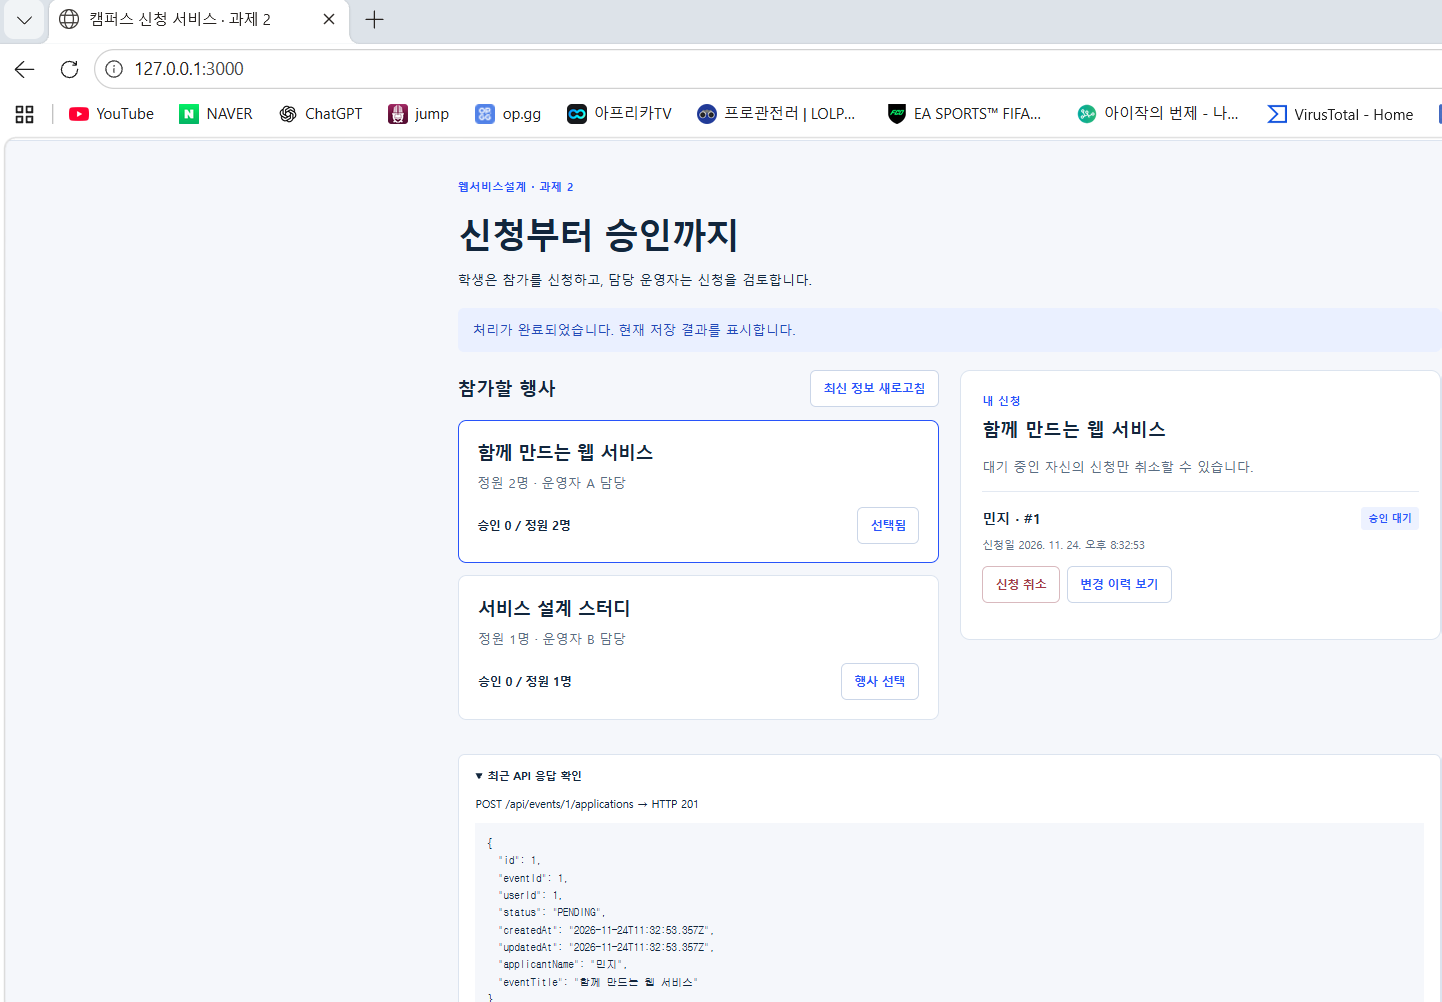 캠퍼스 신청 서비스 · 과제 2
127.0.0.1:3000
YouTube
NAVER
ChatGPT
jump
op.gg
아프리카TV
프로관전러 | LOLP...
EA SPORTS™ FIFA...
아이작의 번제 - 나...
VirusTotal - Home
웹서비스설계 · 과제 2
신청부터 승인까지
학생은 참가를 신청하고, 담당 운영자는 신청을 검토합니다.
처리가 완료되었습니다. 현재 저장 결과를 표시합니다.
참가할 행사
최신 정보 새로고침
함께 만드는 웹 서비스
정원 2명 · 운영자 A 담당
승인 0 / 정원 2명
선택됨
서비스 설계 스터디
정원 1명 · 운영자 B 담당
승인 0 / 정원 1명
행사 선택
내 신청
함께 만드는 웹 서비스
대기 중인 자신의 신청만 취소할 수 있습니다.
민지 · #1
승인 대기
신청일 2026. 11. 24. 오후 8:32:53
신청 취소
변경 이력 보기
▼ 최근 API 응답 확인
POST /api/events/1/applications → HTTP 201
{
"id": 1,
"eventId": 1,
"userId": 1,
"status": "PENDING",
"createdAt": "2026-11-24T11:32:53.357Z",
"updatedAt": "2026-11-24T11:32:53.357Z",
"applicantName": "민지",
"eventTitle": "함께 만드는 웹 서비스"
}